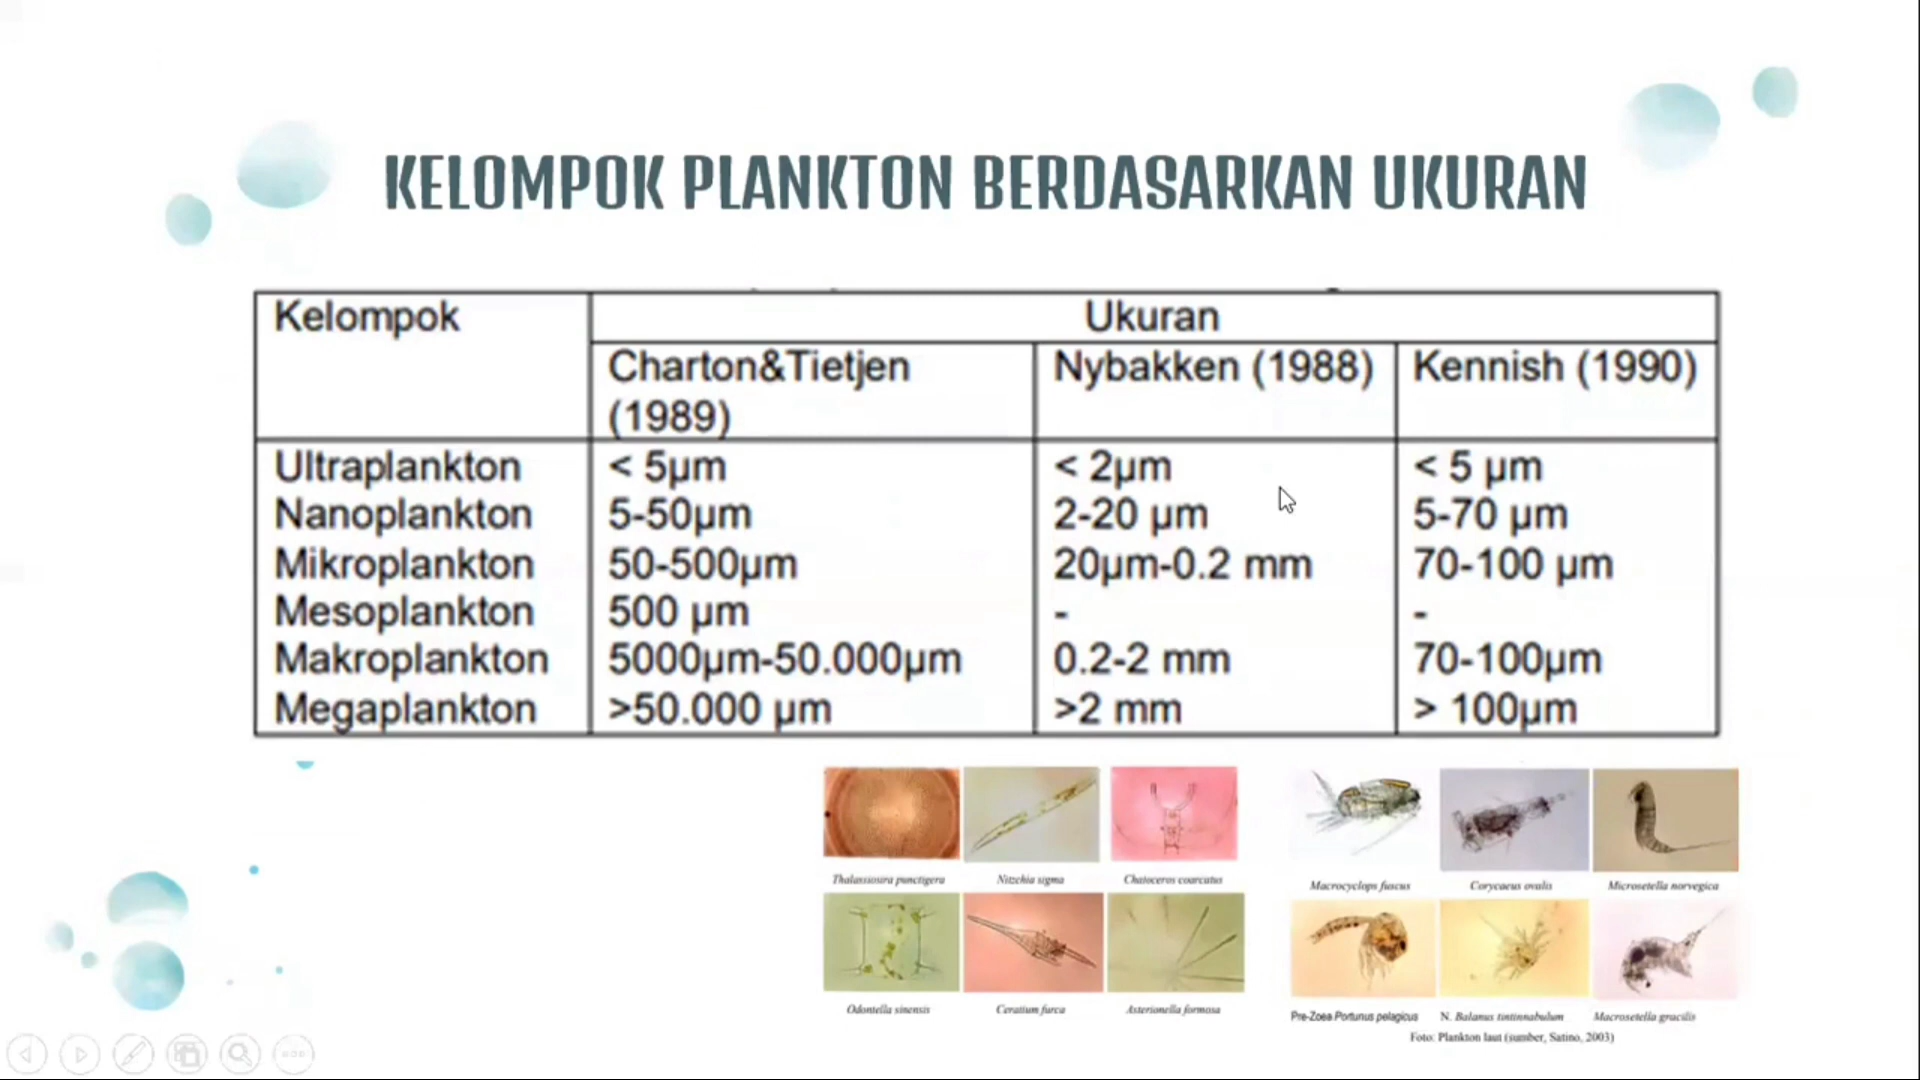 KELOMPOK PLANKTON BERDASARKAN UKURAN
Kelompok
Ukuran
Charton&Tietjen (1989)
Nybakken (1988)
Kennish (1990)
Ultraplankton < 5µm < 2µm < 5 µm
Nanoplankton 5-50µm 2-20 µm 5-70 µm
Mikroplankton 50-500µm 20µm-0.2 mm 70-100 µm
Mesoplankton 500 µm - -
Makroplankton 5000µm-50.000µm 0.2-2 mm 70-100µm
Megaplankton >50.000 µm >2 mm > 100µm
Thalassiosira punctigera Nitzchia sigma Chatoceros coarcatus
Odontella sinensis Ceratium furca Asterionella formosa
Macrocyclops fuscus Corycaeus ovalis Microsetella norvegica
Pre-Zoea Portunus pelagicus N. Balanus tintinnabulum Macrosetella gracilis
Foto: Plankton laut (sumber, Satino, 2003)